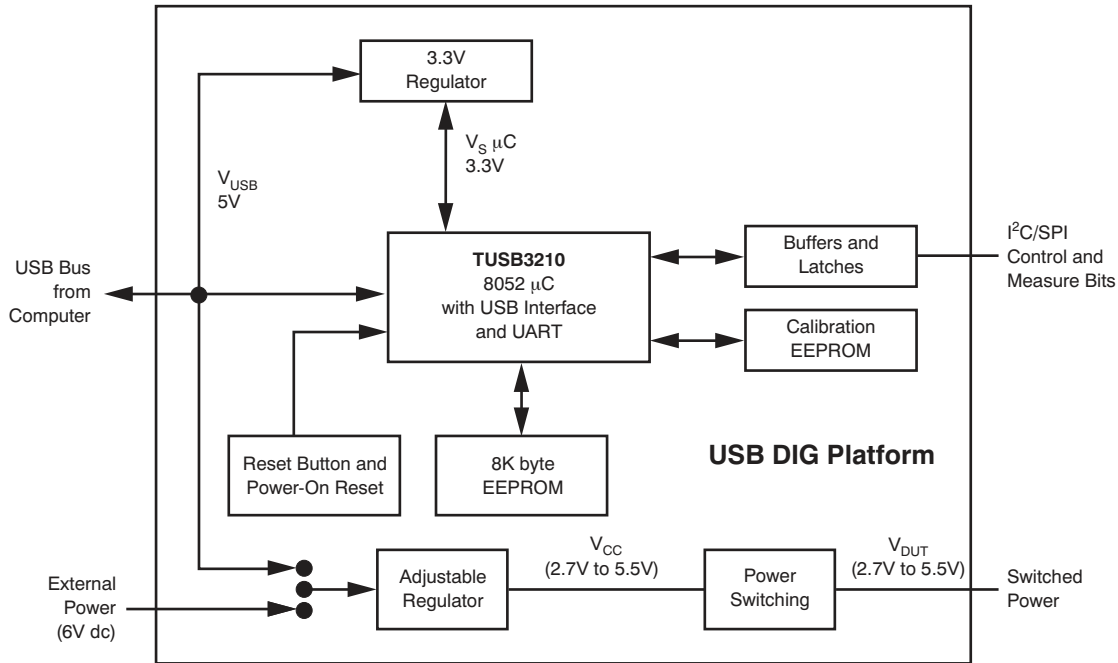 3.3V
Regulator
V_S μC
3.3V
V_USB
5V
USB Bus
from
Computer
TUSB3210
8052 μC
with USB Interface
and UART
Buffers and
Latches
I²C/SPI
Control and
Measure Bits
Calibration
EEPROM
Reset Button and
Power-On Reset
8K byte
EEPROM
USB DIG Platform
External
Power
(6V dc)
Adjustable
Regulator
V_CC
(2.7V to 5.5V)
Power
Switching
V_DUT
(2.7V to 5.5V)
Switched
Power